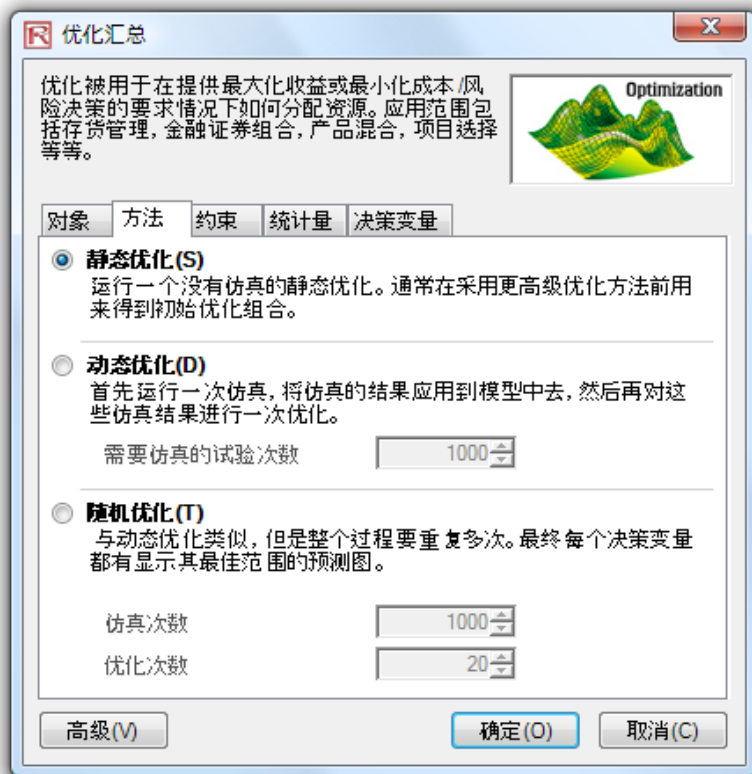 优化汇总
优化被用于在提供最大化收益或最小化成本/风
险决策的要求情况下如何分配资源。应用范围包
括存货管理,金融证券组合,产品混合,项目选择
等等。
Optimization
对象 方法 约束 统计量 决策变量
静态优化(S)
运行一个没有仿真的静态优化。通常在采用更高级优化方法前用
来得到初始优化组合。
动态优化(D)
首先运行一次仿真,将仿真的结果应用到模型中去,然后再对这
些仿真结果进行一次优化。
需要仿真的试验次数 1000
随机优化(T)
与动态优化类似,但是整个过程要重复多次。最终每个决策变量
都有显示其最佳范围的预测图。
仿真次数 1000
优化次数 20
高级(V) 确定(O) 取消(C)